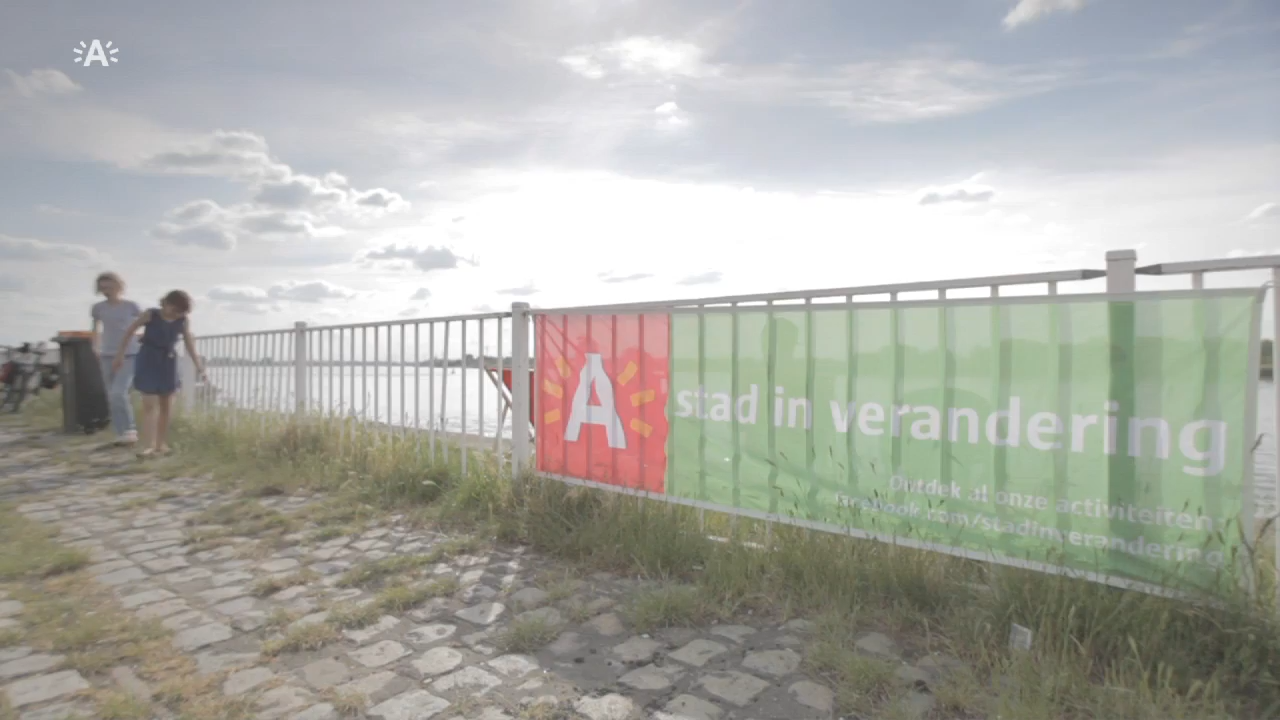 A
A
stad in verandering
Ontdek al onze activiteiten:
facebook.com/stadinverandering